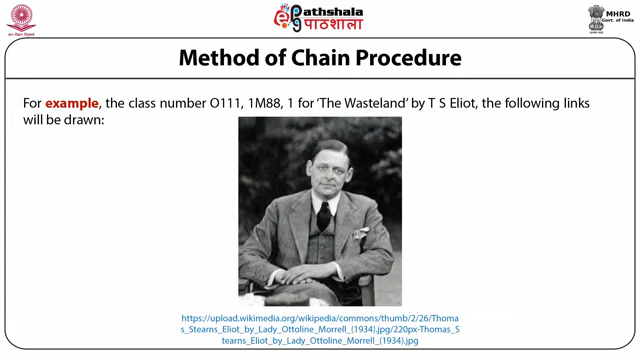 ePathshala
पाठशाला
MHRD
Govt. of India
Method of Chain Procedure
For example, the class number O111, 1M88, 1 for ‘The Wasteland’ by T S Eliot, the following links
will be drawn:
https://upload.wikimedia.org/wikipedia/commons/thumb/2/26/Thoma
s_Stearns_Eliot_by_Lady_Ottoline_Morrell_(1934).jpg/220px-Thomas_S
tearns_Eliot_by_Lady_Ottoline_Morrell_(1934).jpg